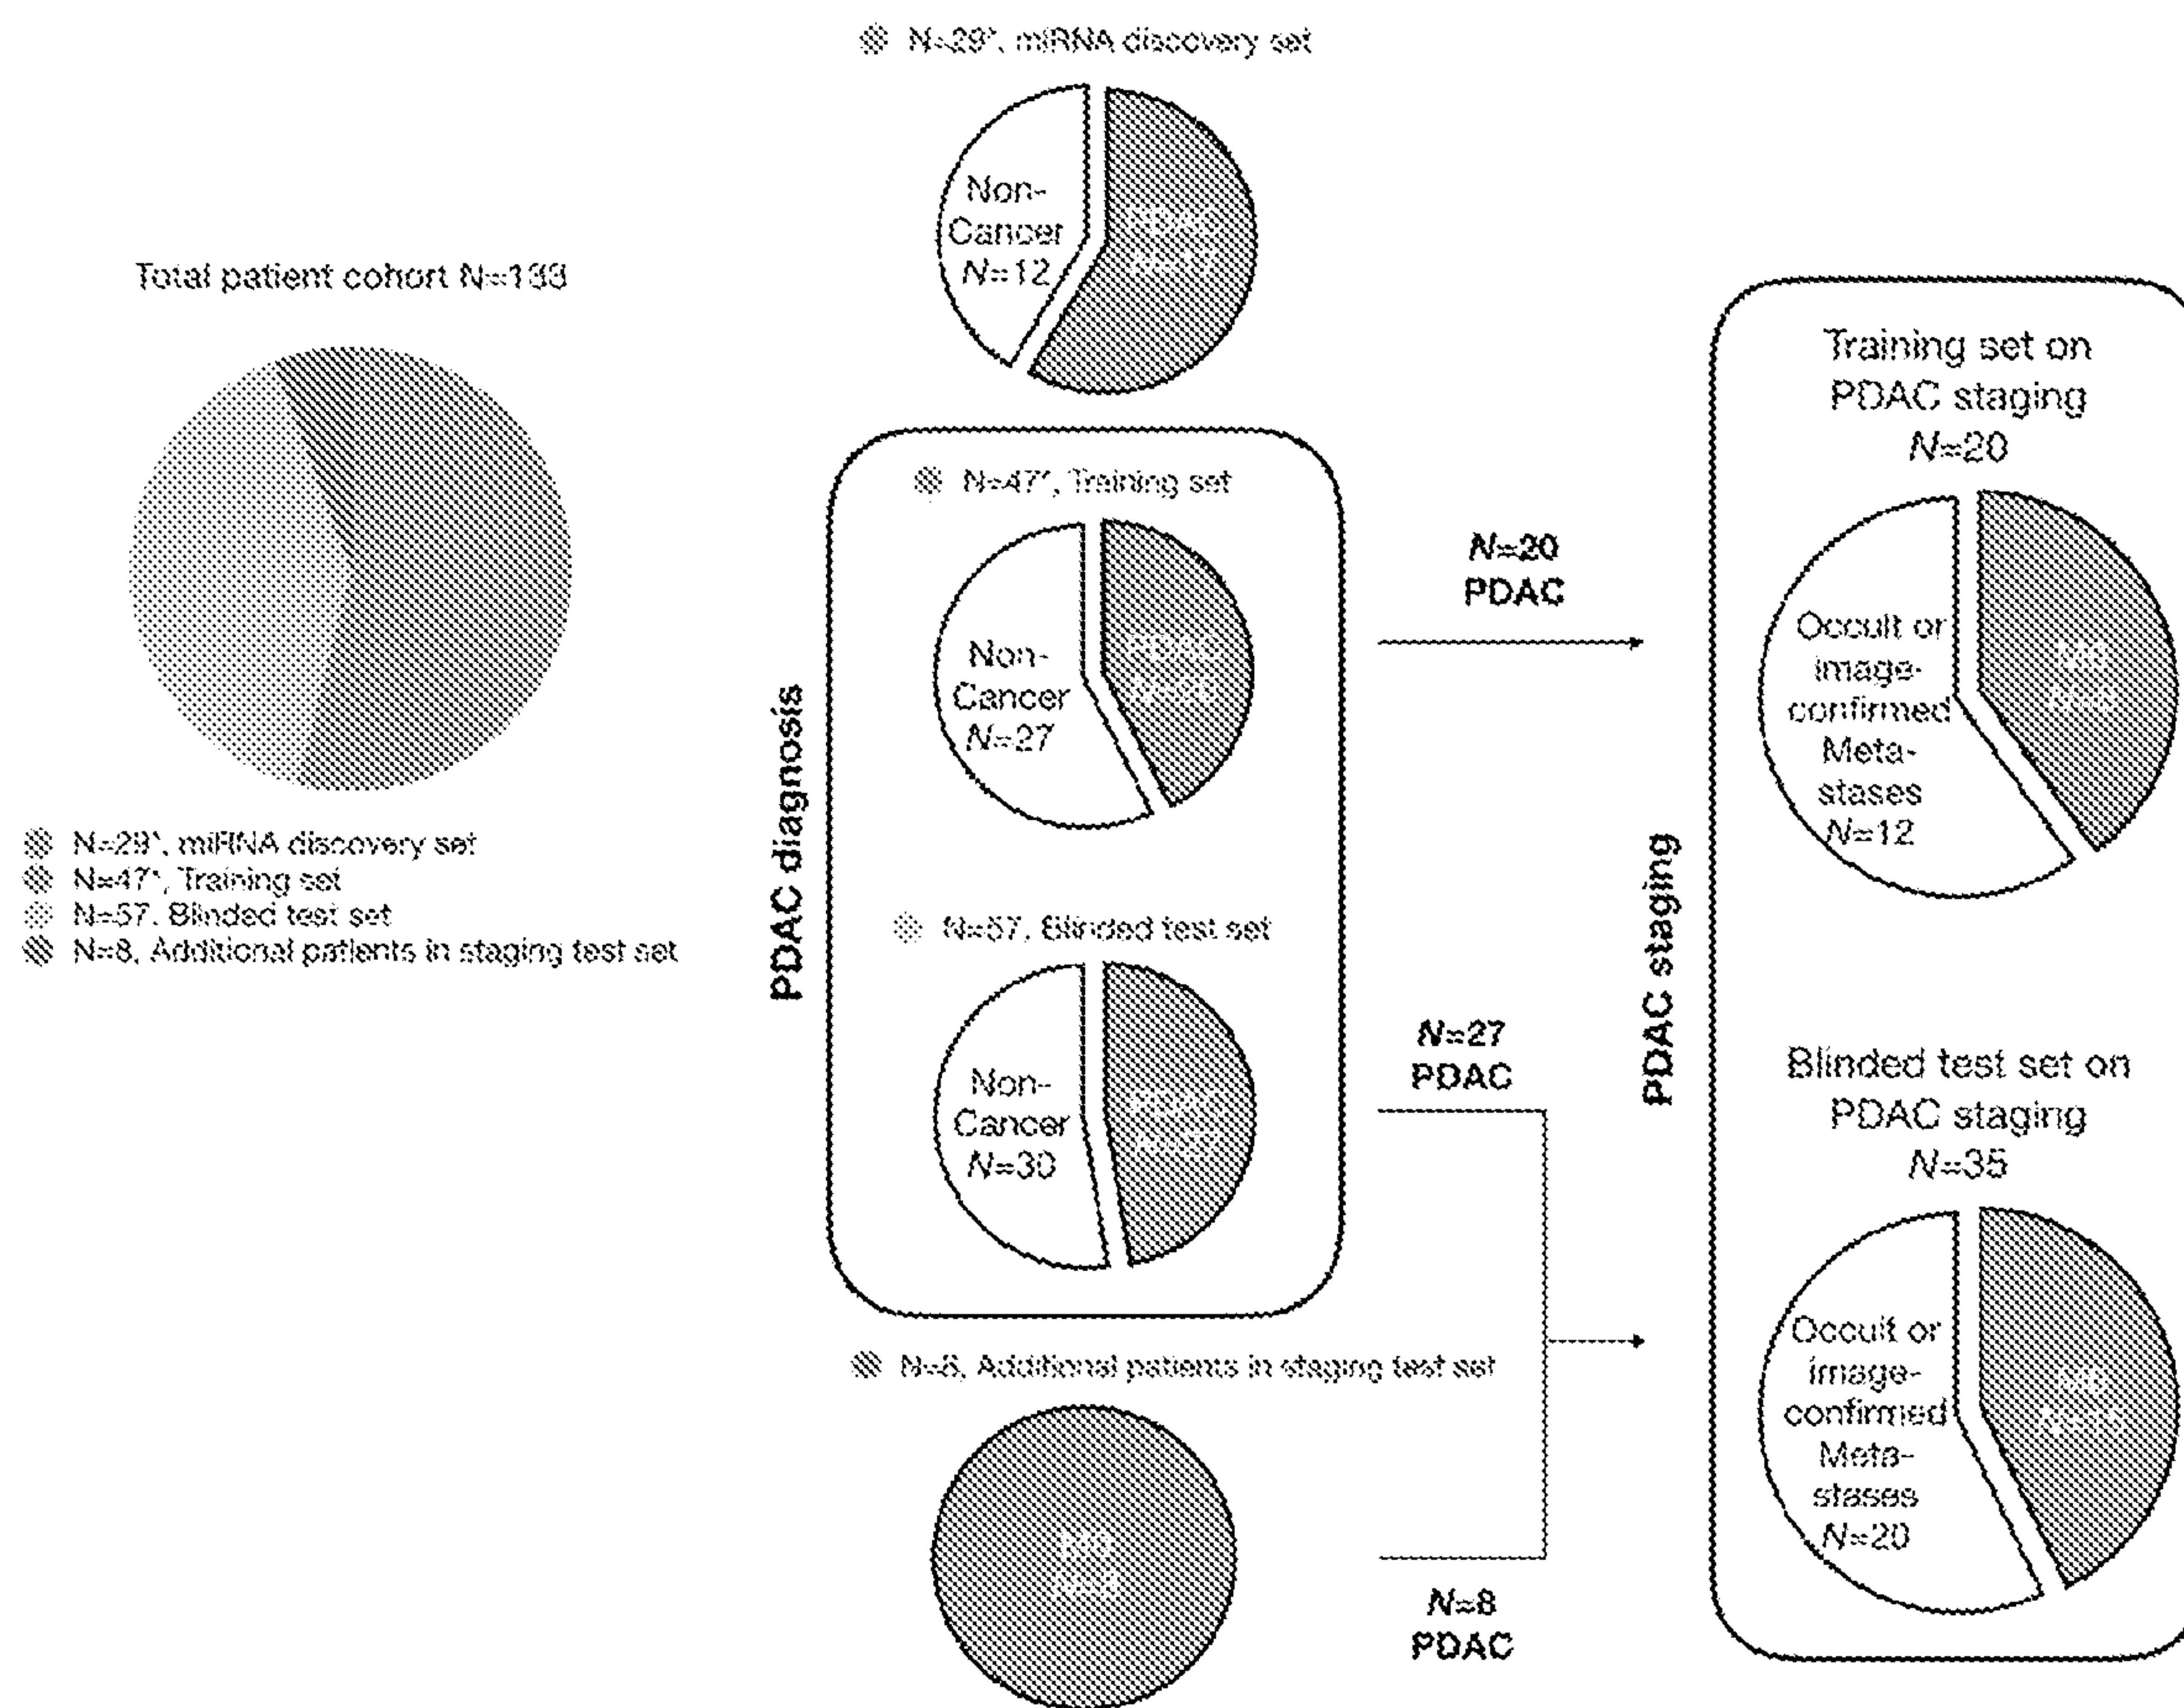 N=29*, miRNA discovery set
Non-
Cancer
N=12
Total patient cohort N=133
N=29*, miRNA discovery set
N=47*, Training set
N=57, Blinded test set
N=8, Additional patients in staging test set
PDAC diagnosis
N=47*, Training set
Non-
Cancer
N=27
PDAC
N=57, Blinded test set
Non-
Cancer
N=30
N=8, Additional patients in staging test set
M0
N=20
PDAC
N=27
PDAC
N=8
PDAC
PDAC staging
Training set on
PDAC staging
N=20
Occult or
image-
confirmed
Meta-
stases
N=12
M0
Blinded test set on
PDAC staging
N=35
Occult or
image-
confirmed
Meta-
stases
N=20
M0